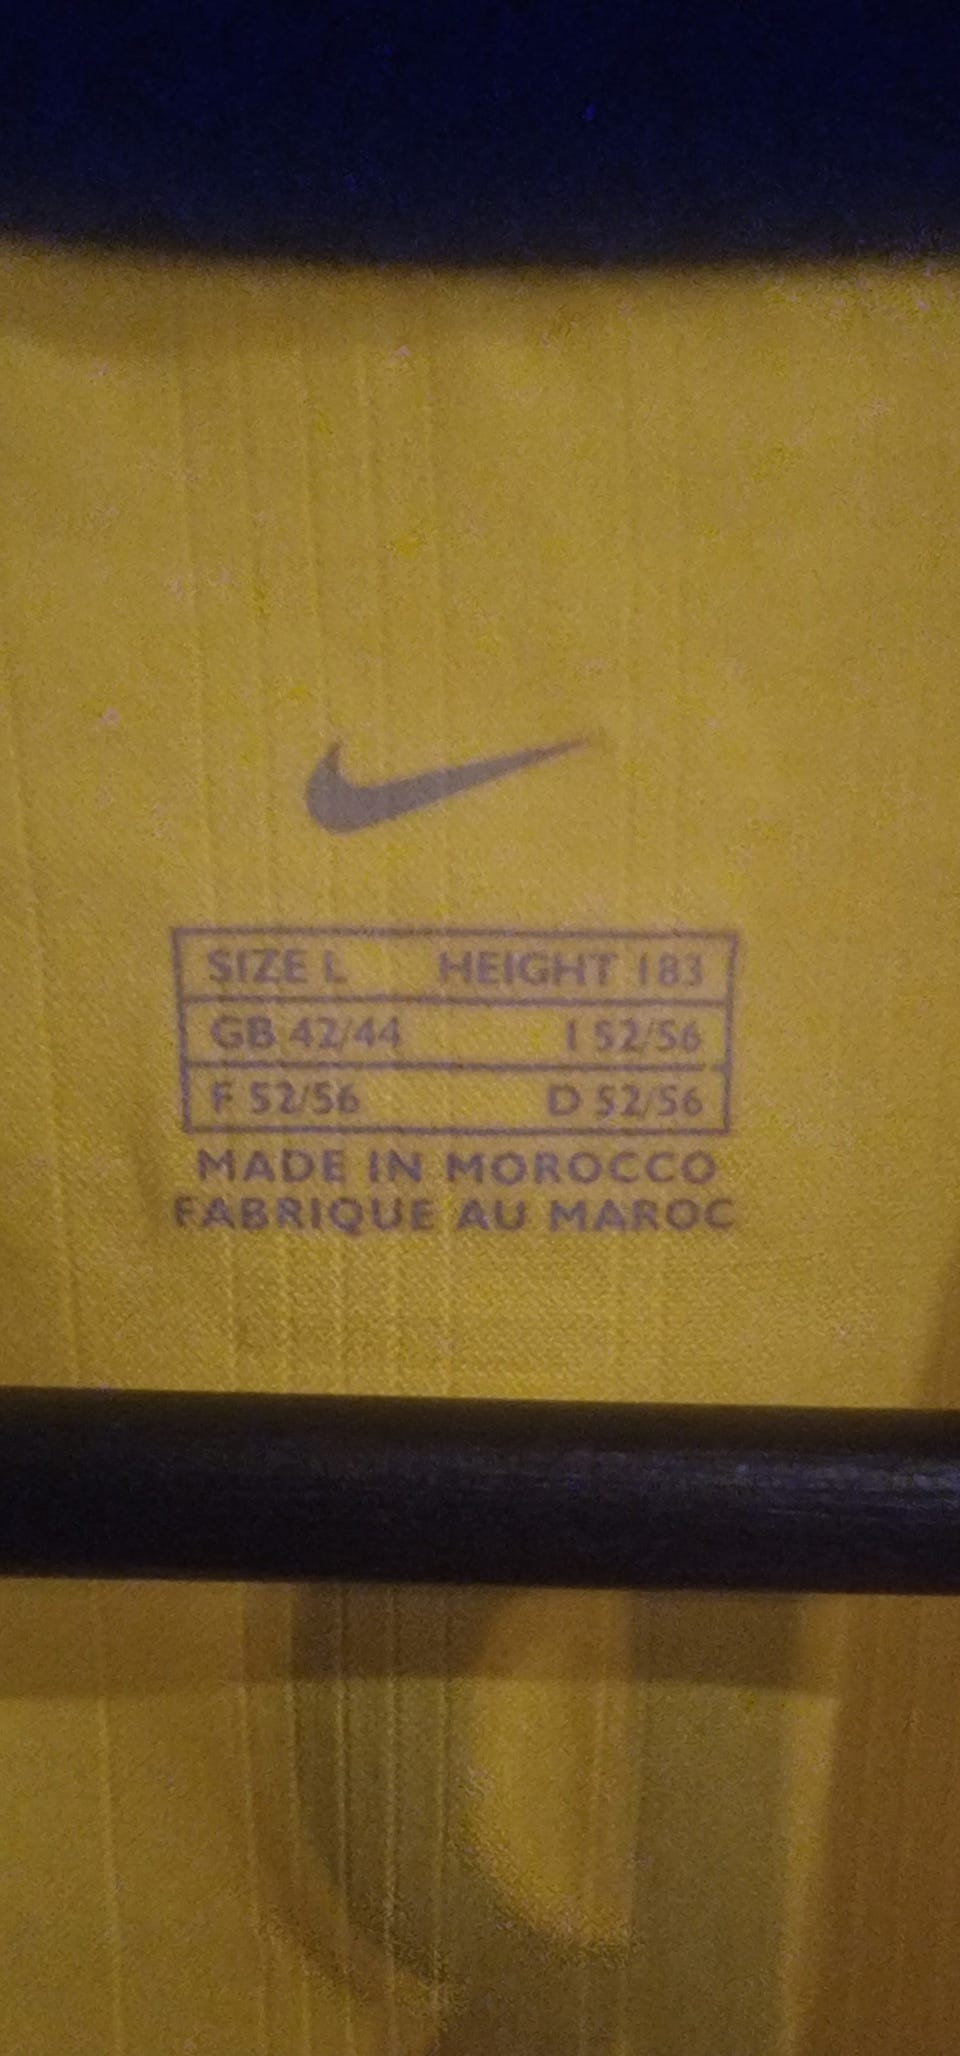 SIZE L HEIGHT 183
GB 42/44 I 52/56
F 52/56 D 52/56
MADE IN MOROCCO
FABRIQUE AU MAROC